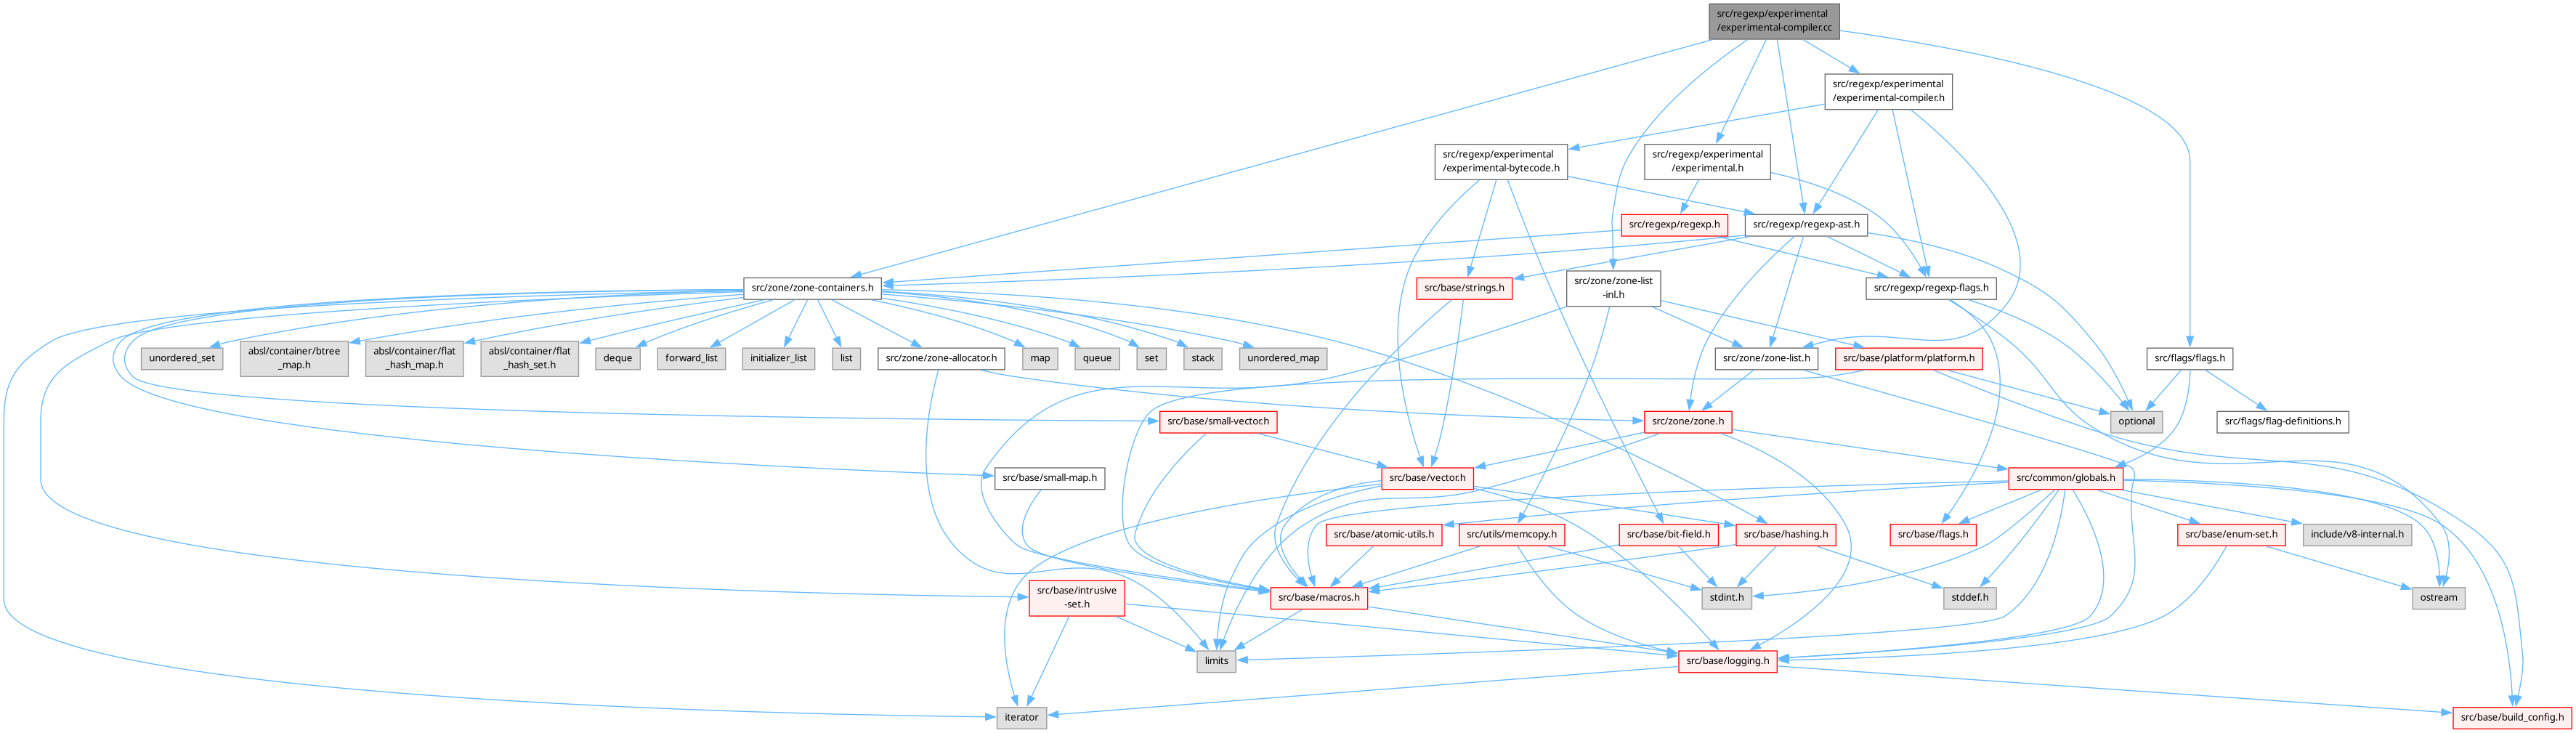 src/regexp/experimental
/experimental-compiler.cc
src/regexp/experimental
/experimental-compiler.h
src/regexp/experimental
/experimental-bytecode.h
src/regexp/experimental
/experimental.h
src/regexp/regexp.h
src/regexp/regexp-ast.h
src/zone/zone-containers.h
src/base/strings.h
src/zone/zone-list
-inl.h
src/regexp/regexp-flags.h
unordered_set
absl/container/btree
_map.h
absl/container/flat
_hash_map.h
absl/container/flat
_hash_set.h
deque
forward_list
initializer_list
list
src/zone/zone-allocator.h
map
queue
set
stack
unordered_map
src/zone/zone-list.h
src/base/platform/platform.h
src/flags/flags.h
src/base/small-vector.h
src/zone/zone.h
optional
src/flags/flag-definitions.h
src/base/small-map.h
src/base/vector.h
src/common/globals.h
src/base/atomic-utils.h
src/utils/memcopy.h
src/base/bit-field.h
src/base/hashing.h
src/base/flags.h
src/base/enum-set.h
include/v8-internal.h
src/base/intrusive
-set.h
src/base/macros.h
stdint.h
stddef.h
ostream
limits
src/base/logging.h
iterator
src/base/build_config.h